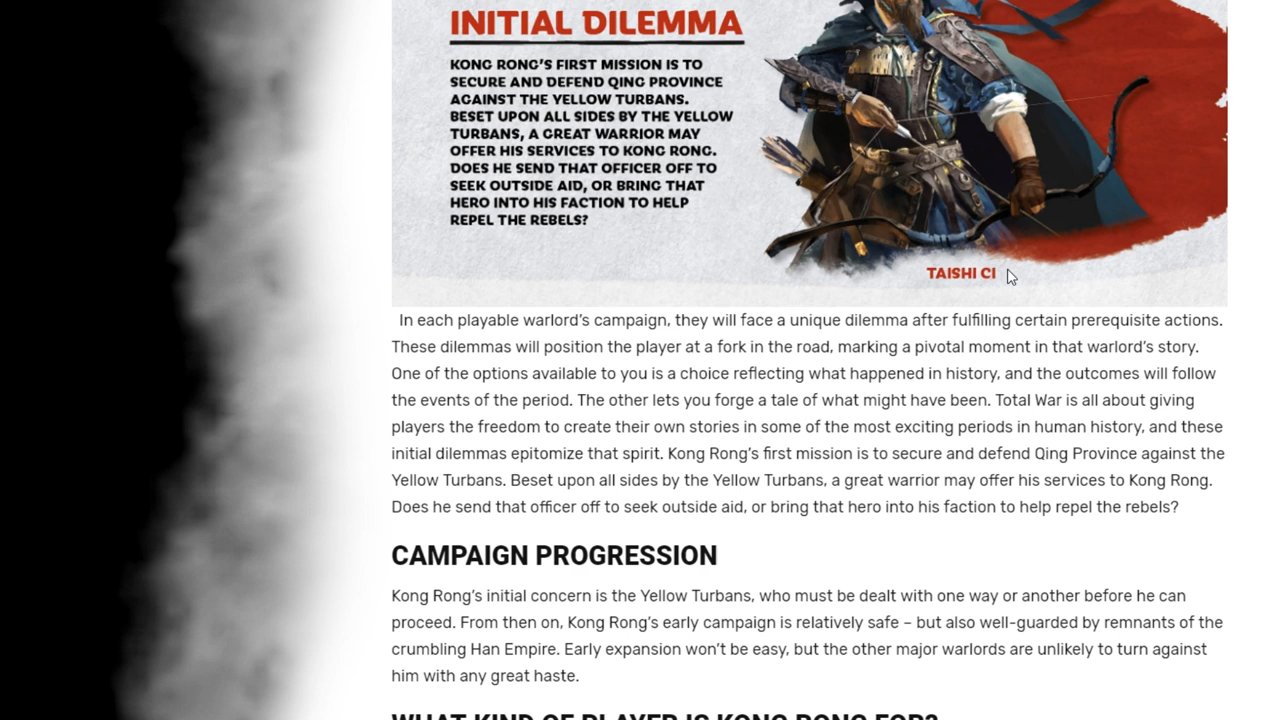 INITIAL DILEMMA
KONG RONG'S FIRST MISSION IS TO
SECURE AND DEFEND QING PROVINCE
AGAINST THE YELLOW TURBANS.
BESET UPON ALL SIDES BY THE YELLOW
TURBANS, A GREAT WARRIOR MAY
OFFER HIS SERVICES TO KONG RONG.
DOES HE SEND THAT OFFICER OFF TO
SEEK OUTSIDE AID, OR BRING THAT
HERO INTO HIS FACTION TO HELP
REPEL THE REBELS?
TAISHI CI
In each playable warlord's campaign, they will face a unique dilemma after fulfilling certain prerequisite actions.
These dilemmas will position the player at a fork in the road, marking a pivotal moment in that warlord's story.
One of the options available to you is a choice reflecting what happened in history, and the outcomes will follow
the events of the period. The other lets you forge a tale of what might have been. Total War is all about giving
players the freedom to create their own stories in some of the most exciting periods in human history, and these
initial dilemmas epitomize that spirit. Kong Rong's first mission is to secure and defend Qing Province against the
Yellow Turbans. Beset upon all sides by the Yellow Turbans, a great warrior may offer his services to Kong Rong.
Does he send that officer off to seek outside aid, or bring that hero into his faction to help repel the rebels?
CAMPAIGN PROGRESSION
Kong Rong's initial concern is the Yellow Turbans, who must be dealt with one way or another before he can
proceed. From then on, Kong Rong's early campaign is relatively safe – but also well-guarded by remnants of the
crumbling Han Empire. Early expansion won't be easy, but the other major warlords are unlikely to turn against
him with any great haste.
WHAT KIND OF PLAYER IS KONG RONG FOR?